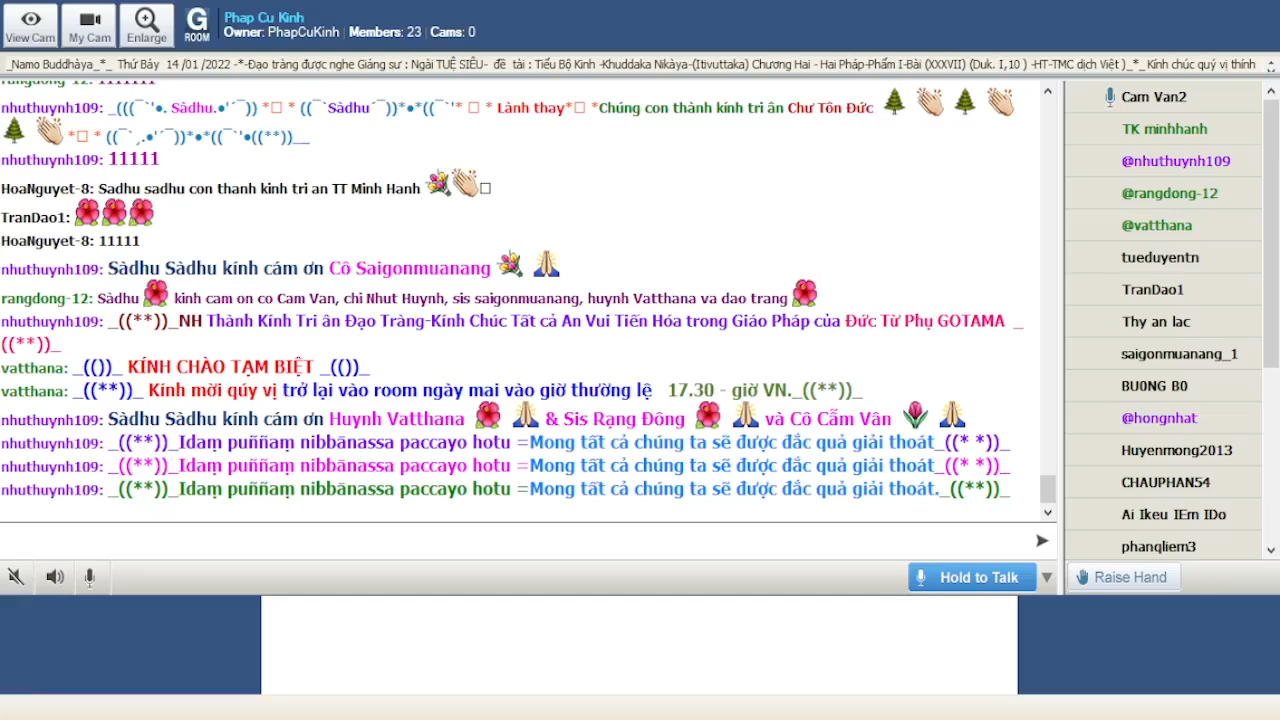 View Cam
My Cam
Enlarge
G
ROOM
Phap Cu Kinh
Owner: PhapCuKinh | Members: 23 | Cams: 0
_Namo Buddhàya_*_ Thứ Bảy 14 /01 /2022 -*-Đạo tràng được nghe Giảng sư : Ngài TUỆ SIÊU- đề tài : Tiểu Bộ Kinh -Khuddaka Nikàya-(Itivuttaka) Chương Hai - Hai Pháp-Phẩm I-Bài (XXXVII) (Duk. I,10 ) -HT-TMC dịch Việt )_*_Kính chúc quý vị thính
rangdong-12: 1111111
nhuthuynh109: _(((¯`'•. Sàdhu.•'´¯)) * * ((¯`Sàdhu´¯))*•*((¯`'* * Lành thay* *Chúng con thành kính tri ân Chư Tôn Đức
* * ((¯`¸.•'´¯))*•*((¯`'•((**))__
nhuthuynh109: 11111
HoaNguyet-8: Sadhu sadhu con thanh kinh tri an TT Minh Hanh
TranDao1:
HoaNguyet-8: 11111
nhuthuynh109: Sàdhu Sàdhu kính cám ơn Cô Saigonmuanang
rangdong-12: Sàdhu kinh cam on co Cam Van, chi Nhut Huynh, sis saigonmuanang, huynh Vatthana va dao trang
nhuthuynh109: _((**))_NH Thành Kính Tri ân Đạo Tràng-Kính Chúc Tất cả An Vui Tiến Hóa trong Giáo Pháp của Đức Từ Phụ GOTAMA _
((**))_
vatthana: _(())_ KÍNH CHÀO TẠM BIỆT _(())_
vatthana: _((**))_ Kính mời qúy vị trở lại vào room ngày mai vào giờ thường lệ 17.30 - giờ VN._((**))_
nhuthuynh109: Sàdhu Sàdhu kính cám ơn Huynh Vatthana & Sis Rạng Đông và Cô Cẩm Vân
nhuthuynh109: _((**))_Idaṃ puññaṃ nibbānassa paccayo hotu =Mong tất cả chúng ta sẽ được đắc quả giải thoát_((* *))_
nhuthuynh109: _((**))_Idaṃ puññaṃ nibbānassa paccayo hotu =Mong tất cả chúng ta sẽ được đắc quả giải thoát_((* *))_
nhuthuynh109: _((**))_Idaṃ puññaṃ nibbānassa paccayo hotu =Mong tất cả chúng ta sẽ được đắc quả giải thoát._((**))_
Hold to Talk
Cam Van2
TK minhhanh
@nhuthuynh109
@rangdong-12
@vatthana
tueduyentn
TranDao1
Thy an lac
saigonmuanang_1
BU0NG B0
@hongnhat
Huyenmong2013
CHAUPHAN54
Ai Ikeu IEm IDo
phanqliem3
Raise Hand